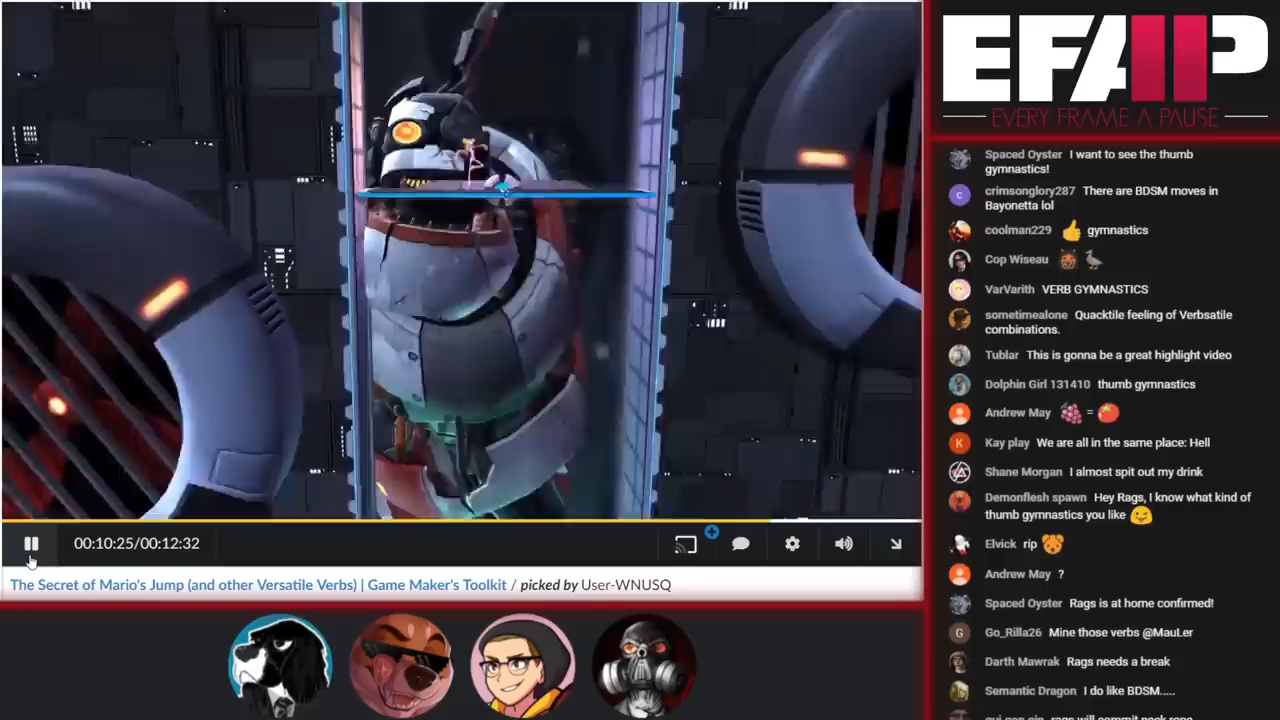 EFAP
EVERY FRAME A PAUSE
Spaced Oyster I want to see the thumb
gymnastics!
crimsonglory287 There are BDSM moves in
Bayonetta lol
coolman229 👍 gymnastics
Cop Wiseau
VarVarith VERB GYMNASTICS
sometimealone Quacktile feeling of Verbsatile
combinations.
Tublar This is gonna be a great highlight video
Dolphin Girl 131410 thumb gymnastics
Andrew May 🍇 = 🍅
Kay play We are all in the same place: Hell
Shane Morgan I almost spit out my drink
Demonflesh spawn Hey Rags, I know what kind of
thumb gymnastics you like 😜
Elvick rip
Andrew May ?
Spaced Oyster Rags is at home confirmed!
Go_Rilla26 Mine those verbs @MauLer
Darth Mawrak Rags needs a break
Semantic Dragon I do like BDSM.....
00:10:25/00:12:32
The Secret of Mario's Jump (and other Versatile Verbs) | Game Maker's Toolkit / picked by User-WNUSQ